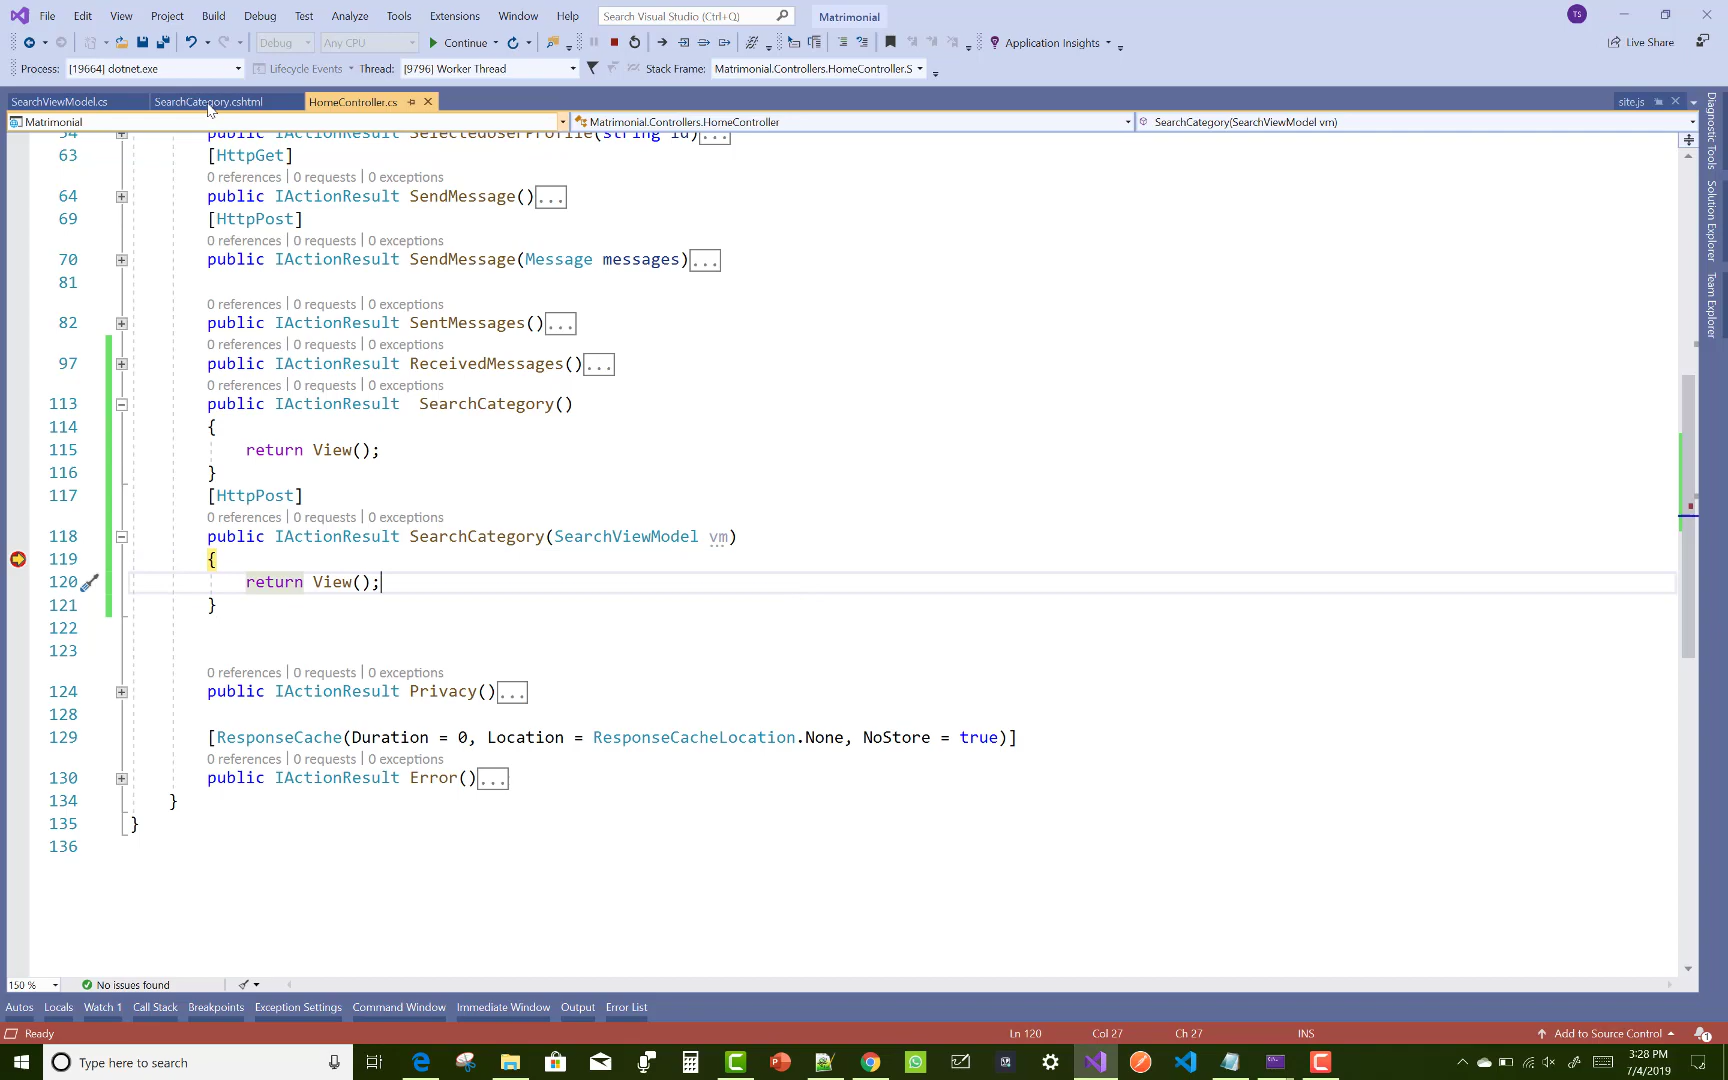 File Edit View Project Build Debug Test Analyze Tools Extensions Window Help Search Visual Studio (Ctrl+Q) Matrimonial TS
Debug Any CPU Continue Application Insights Live Share
Process: [19664] dotnet.exe Lifecycle Events Thread: [9796] Worker Thread Stack Frame: Matrimonial.Controllers.HomeController.S
SearchViewModel.cs SearchCategory.cshtml HomeController.cs site.js
Matrimonial Matrimonial.Controllers.HomeController SearchCategory(SearchViewModel vm)
54 public IActionResult SelectedUserProfile(string id)...
63 [HttpGet]
0 references | 0 requests | 0 exceptions
64 public IActionResult SendMessage()...
69 [HttpPost]
0 references | 0 requests | 0 exceptions
70 public IActionResult SendMessage(Message messages)...
81
0 references | 0 requests | 0 exceptions
82 public IActionResult SentMessages()...
0 references | 0 requests | 0 exceptions
97 public IActionResult ReceivedMessages()...
0 references | 0 requests | 0 exceptions
113 public IActionResult  SearchCategory()
114 {
115 return View();
116 }
117 [HttpPost]
0 references | 0 requests | 0 exceptions
118 public IActionResult SearchCategory(SearchViewModel vm)
119 {
120 return View();
121 }
122
123
0 references | 0 requests | 0 exceptions
124 public IActionResult Privacy()...
128
129 [ResponseCache(Duration = 0, Location = ResponseCacheLocation.None, NoStore = true)]
0 references | 0 requests | 0 exceptions
130 public IActionResult Error()...
134 }
135 }
136
Diagnostic Tools
Solution Explorer
Team Explorer
150 % No issues found
Autos Locals Watch 1 Call Stack Breakpoints Exception Settings Command Window Immediate Window Output Error List
Ready Ln 120 Col 27 Ch 27 INS Add to Source Control 1
Type here to search 3:28 PM
7/4/2019